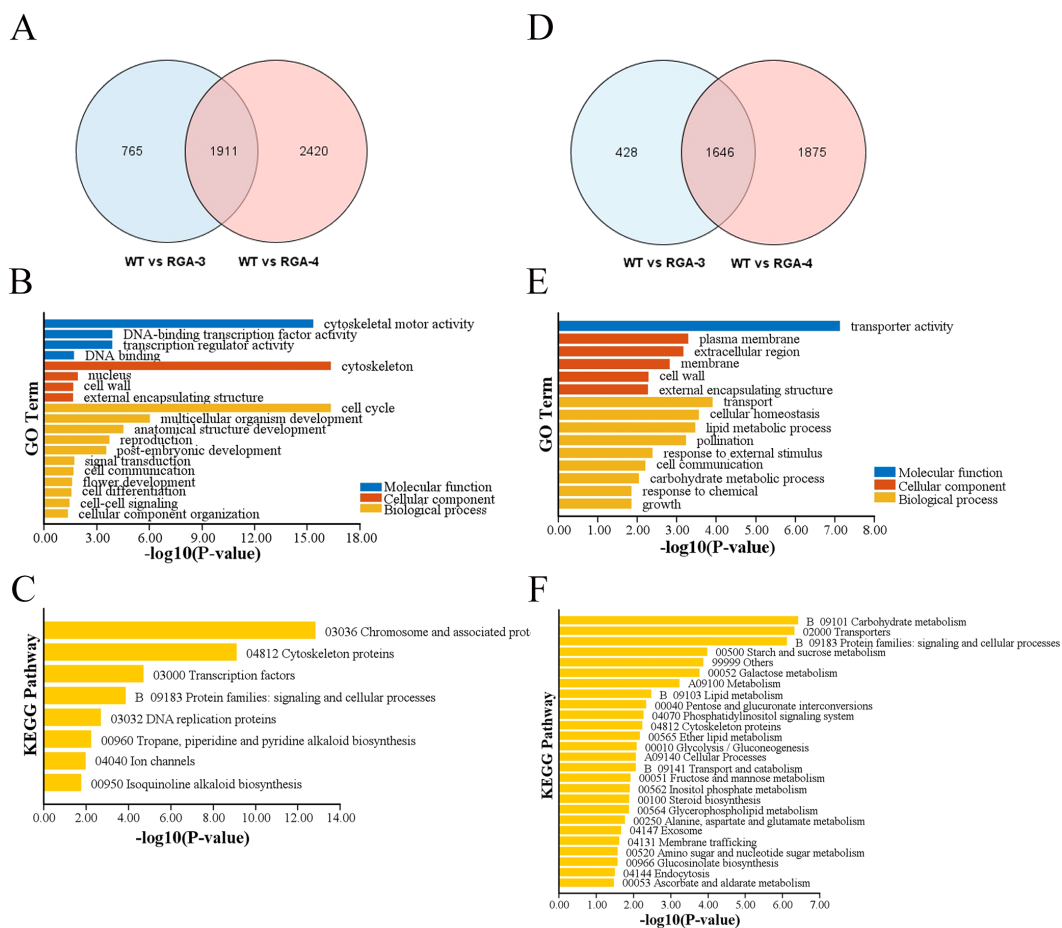 A
765
1911
2420
WT vs RGA-3
WT vs RGA-4
B
GO Term
cytoskeletal motor activity
DNA-binding transcription factor activity
transcription regulator activity
DNA binding
cytoskeleton
nucleus
cell wall
external encapsulating structure
cell cycle
multicellular organism development
anatomical structure development
reproduction
post-embryonic development
signal transduction
cell communication
flower development
cell differentiation
cell-cell signaling
cellular component organization
Molecular function
Cellular component
Biological process
0.00 3.00 6.00 9.00 12.00 15.00 18.00
-log10(P-value)
C
KEGG Pathway
03036 Chromosome and associated prot
04812 Cytoskeleton proteins
03000 Transcription factors
B 09183 Protein families: signaling and cellular processes
03032 DNA replication proteins
00960 Tropane, piperidine and pyridine alkaloid biosynthesis
04040 Ion channels
00950 Isoquinoline alkaloid biosynthesis
0.00 2.00 4.00 6.00 8.00 10.00 12.00 14.00
-log10(P-value)
D
428
1646
1875
WT vs RGA-3
WT vs RGA-4
E
GO Term
transporter activity
plasma membrane
extracellular region
membrane
cell wall
external encapsulating structure
transport
cellular homeostasis
lipid metabolic process
pollination
response to external stimulus
cell communication
carbohydrate metabolic process
response to chemical
growth
Molecular function
Cellular component
Biological process
0.00 1.00 2.00 3.00 4.00 5.00 6.00 7.00 8.00
-log10(P-value)
F
KEGG Pathway
B 09101 Carbohydrate metabolism
02000 Transporters
B 09183 Protein families: signaling and cellular processes
00500 Starch and sucrose metabolism
99999 Others
00052 Galactose metabolism
A09100 Metabolism
B 09103 Lipid metabolism
00040 Pentose and glucuronate interconversions
04070 Phosphatidylinositol signaling system
04812 Cytoskeleton proteins
00565 Ether lipid metabolism
00010 Glycolysis / Gluconeogenesis
A09140 Cellular Processes
B 09141 Transport and catabolism
00051 Fructose and mannose metabolism
00562 Inositol phosphate metabolism
00100 Steroid biosynthesis
00564 Glycerophospholipid metabolism
00250 Alanine, aspartate and glutamate metabolism
04147 Exosome
04131 Membrane trafficking
00520 Amino sugar and nucleotide sugar metabolism
00966 Glucosinolate biosynthesis
04144 Endocytosis
00053 Ascorbate and aldarate metabolism
0.00 1.00 2.00 3.00 4.00 5.00 6.00 7.00
-log10(P-value)